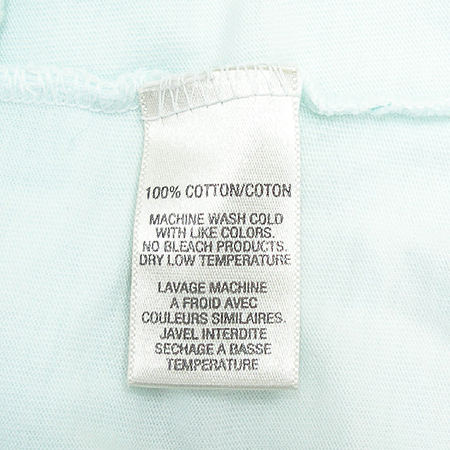 100% COTTON/COTON
MACHINE WASH COLD
WITH LIKE COLORS.
NO BLEACH PRODUCTS.
DRY LOW TEMPERATURE
LAVAGE MACHINE
A FROID AVEC
COULEURS SIMILAIRES.
JAVEL INTERDITE
SECHAGE A BASSE
TEMPERATURE